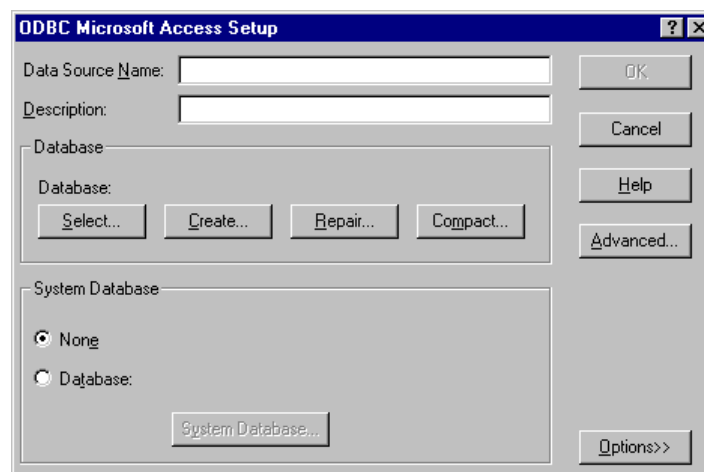 ODBC Microsoft Access Setup
Data Source Name:
OK
Description:
Cancel
Database
Database:
Help
Select... Create... Repair... Compact...
Advanced...
System Database
None
Database:
System Database...
Options>>